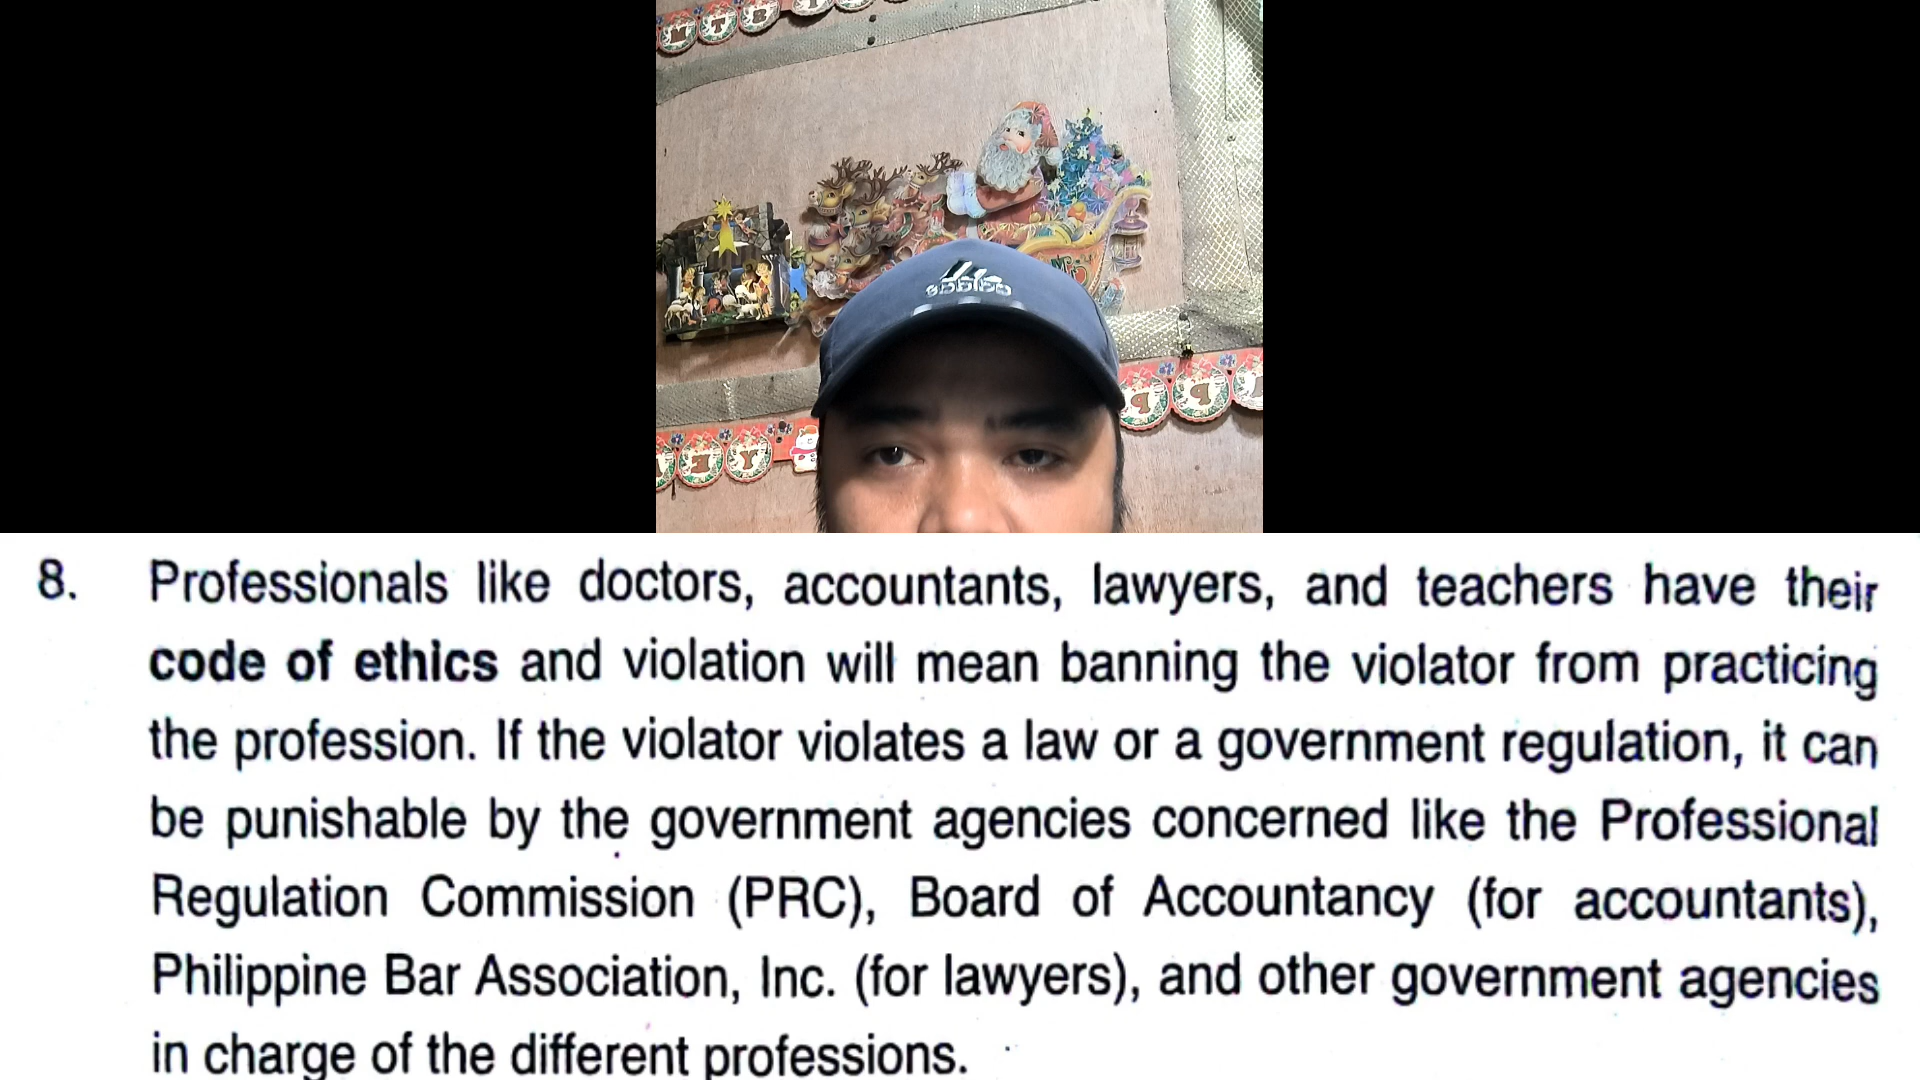 M T B
adidas
P P
E Y
8. Professionals like doctors, accountants, lawyers, and teachers have their
code of ethics and violation will mean banning the violator from practicing
the profession. If the violator violates a law or a government regulation, it can
be punishable by the government agencies concerned like the Professional
Regulation Commission (PRC), Board of Accountancy (for accountants),
Philippine Bar Association, Inc. (for lawyers), and other government agencies
in charge of the different professions.